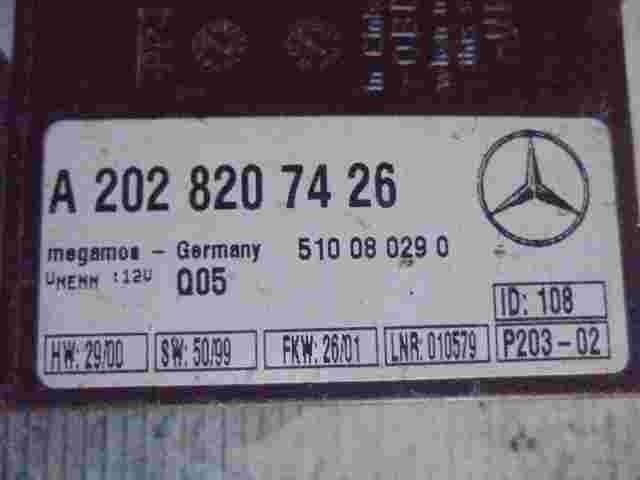 A 202 820 74 26
megamos - Germany 510 08 029 0
UNENN :12V Q05
ID: 108
HW: 29/00 SW: 50/99 FKW: 26/01 LNR: 010579 P203-02